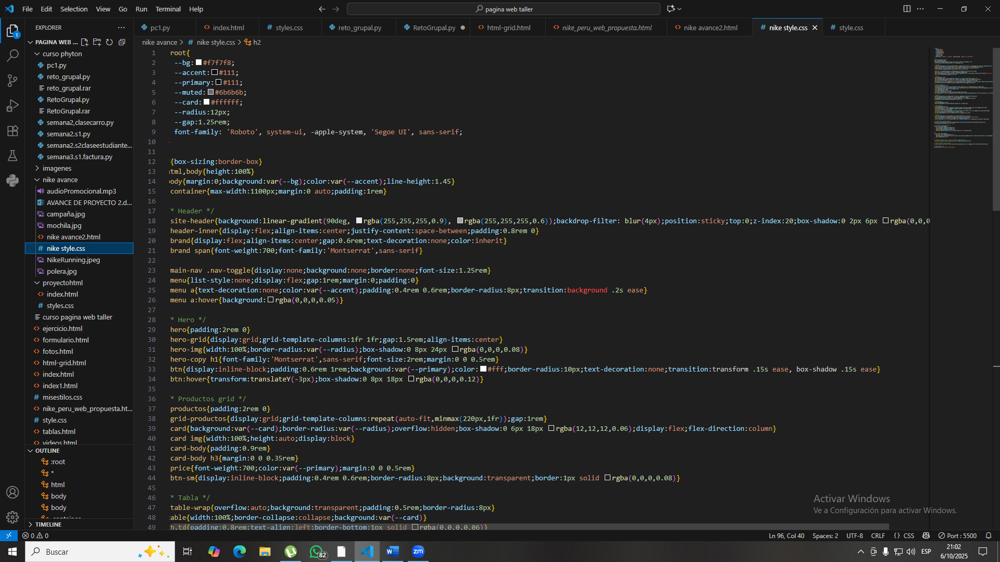 File Edit Selection View Go Run Terminal Help
pagina web taller
EXPLORER
pc1.py
index.html
styles.css
reto_grupal.py
RetoGrupal.py
html-grid.html
nike_peru_web_propuesta.html
nike avance2.html
nike style.css
style.css
PAGINA WEB ...
nike avance > # nike style.css > h2
curso phyton
pc1.py
reto_grupal.py
reto_grupal.rar
RetoGrupal.py
RetoGrupal.rar
semana2,clasecarro.py
semana2.s1.py
semana2.s2claseestudiante...
semana3.s1.factura.py
imagenes
nike avance
audioPromocional.mp3
AVANCE DE PROYECTO 2.d...
campaña.jpg
mochila.jpg
nike avance2.html
nike style.css
NikeRunning.jpeg
polera.jpg
proyectohtml
index.html
styles.css
curso pagina web taller
ejercicio.html
formulario.html
fotos.html
html-grid.html
index.html
index1.html
misestilos.css
nike_peru_web_propuesta.ht...
style.css
tablas.html
videos.html
OUTLINE
:root
*
html
body
body
.container
TIMELINE
1 root{
2 --bg:#f7f7f8;
3 --accent:#111;
4 --primary:#111;
5 --muted:#6b6b6b;
6 --card:#ffffff;
7 --radius:12px;
8 --gap:1.25rem;
9 font-family: 'Roboto', system-ui, -apple-system, 'Segoe UI', sans-serif;
10
11
12 {box-sizing:border-box}
13 html,body{height:100%}
14 body{margin:0;background:var(--bg);color:var(--accent);line-height:1.45}
15 container{max-width:1100px;margin:0 auto;padding:1rem}
16
17 * Header */
18 site-header{background:linear-gradient(90deg, rgba(255,255,255,0.9), rgba(255,255,255,0.6));backdrop-filter: blur(4px);position:sticky;top:0;z-index:20;box-shadow:0 2px 6px rgba(0,0,0
19 header-inner{display:flex;align-items:center;justify-content:space-between;padding:0.8rem 0}
20 brand{display:flex;align-items:center;gap:0.6rem;text-decoration:none;color:inherit}
21 brand span{font-weight:700;font-family:'Montserrat',sans-serif}
22
23 main-nav .nav-toggle{display:none;background:none;border:none;font-size:1.25rem}
24 menu{list-style:none;display:flex;gap:1rem;margin:0;padding:0}
25 menu a{text-decoration:none;color:var(--accent);padding:0.4rem 0.6rem;border-radius:8px;transition:background .2s ease}
26 menu a:hover{background:rgba(0,0,0,0.05)}
27
28 * Hero */
29 hero{padding:2rem 0}
30 hero-grid{display:grid;grid-template-columns:1fr 1fr;gap:1.5rem;align-items:center}
31 hero-img{width:100%;border-radius:var(--radius);box-shadow:0 8px 24px rgba(0,0,0,0.08)}
32 hero-copy h1{font-family:'Montserrat',sans-serif;font-size:2rem;margin:0 0 0.5rem}
33 btn{display:inline-block;padding:0.6rem 1rem;background:var(--primary);color:#fff;border-radius:10px;text-decoration:none;transition:transform .15s ease, box-shadow .15s ease}
34 btn:hover{transform:translateY(-3px);box-shadow:0 8px 18px rgba(0,0,0,0.12)}
35
36 * Productos grid */
37 productos{padding:2rem 0}
38 grid-productos{display:grid;grid-template-columns:repeat(auto-fit,minmax(220px,1fr));gap:1rem}
39 card{background:var(--card);border-radius:var(--radius);overflow:hidden;box-shadow:0 6px 18px rgba(12,12,12,0.06);display:flex;flex-direction:column}
40 card img{width:100%;height:auto;display:block}
41 card-body{padding:0.9rem}
42 card-body h3{margin:0 0 0.35rem}
43 price{font-weight:700;color:var(--primary);margin:0 0 0.5rem}
44 btn-sm{display:inline-block;padding:0.4rem 0.6rem;border-radius:8px;background:transparent;border:1px solid rgba(0,0,0,0.08)}
45
46 * Tabla */
47 table-wrap{overflow:auto;background:transparent;padding:0.5rem;border-radius:8px}
48 table{width:100%;border-collapse:collapse;background:var(--card)}
49 th,td{padding:0.8rem;text-align:left;border-bottom:1px solid rgba(0,0,0,0.06)}
Activar Windows
Ve a Configuración para activar Windows.
0 0
Ln 96, Col 40 Spaces: 2 UTF-8 CRLF {} CSS Port : 5500
Buscar
82
zm
ESP
21:02
6/10/2025